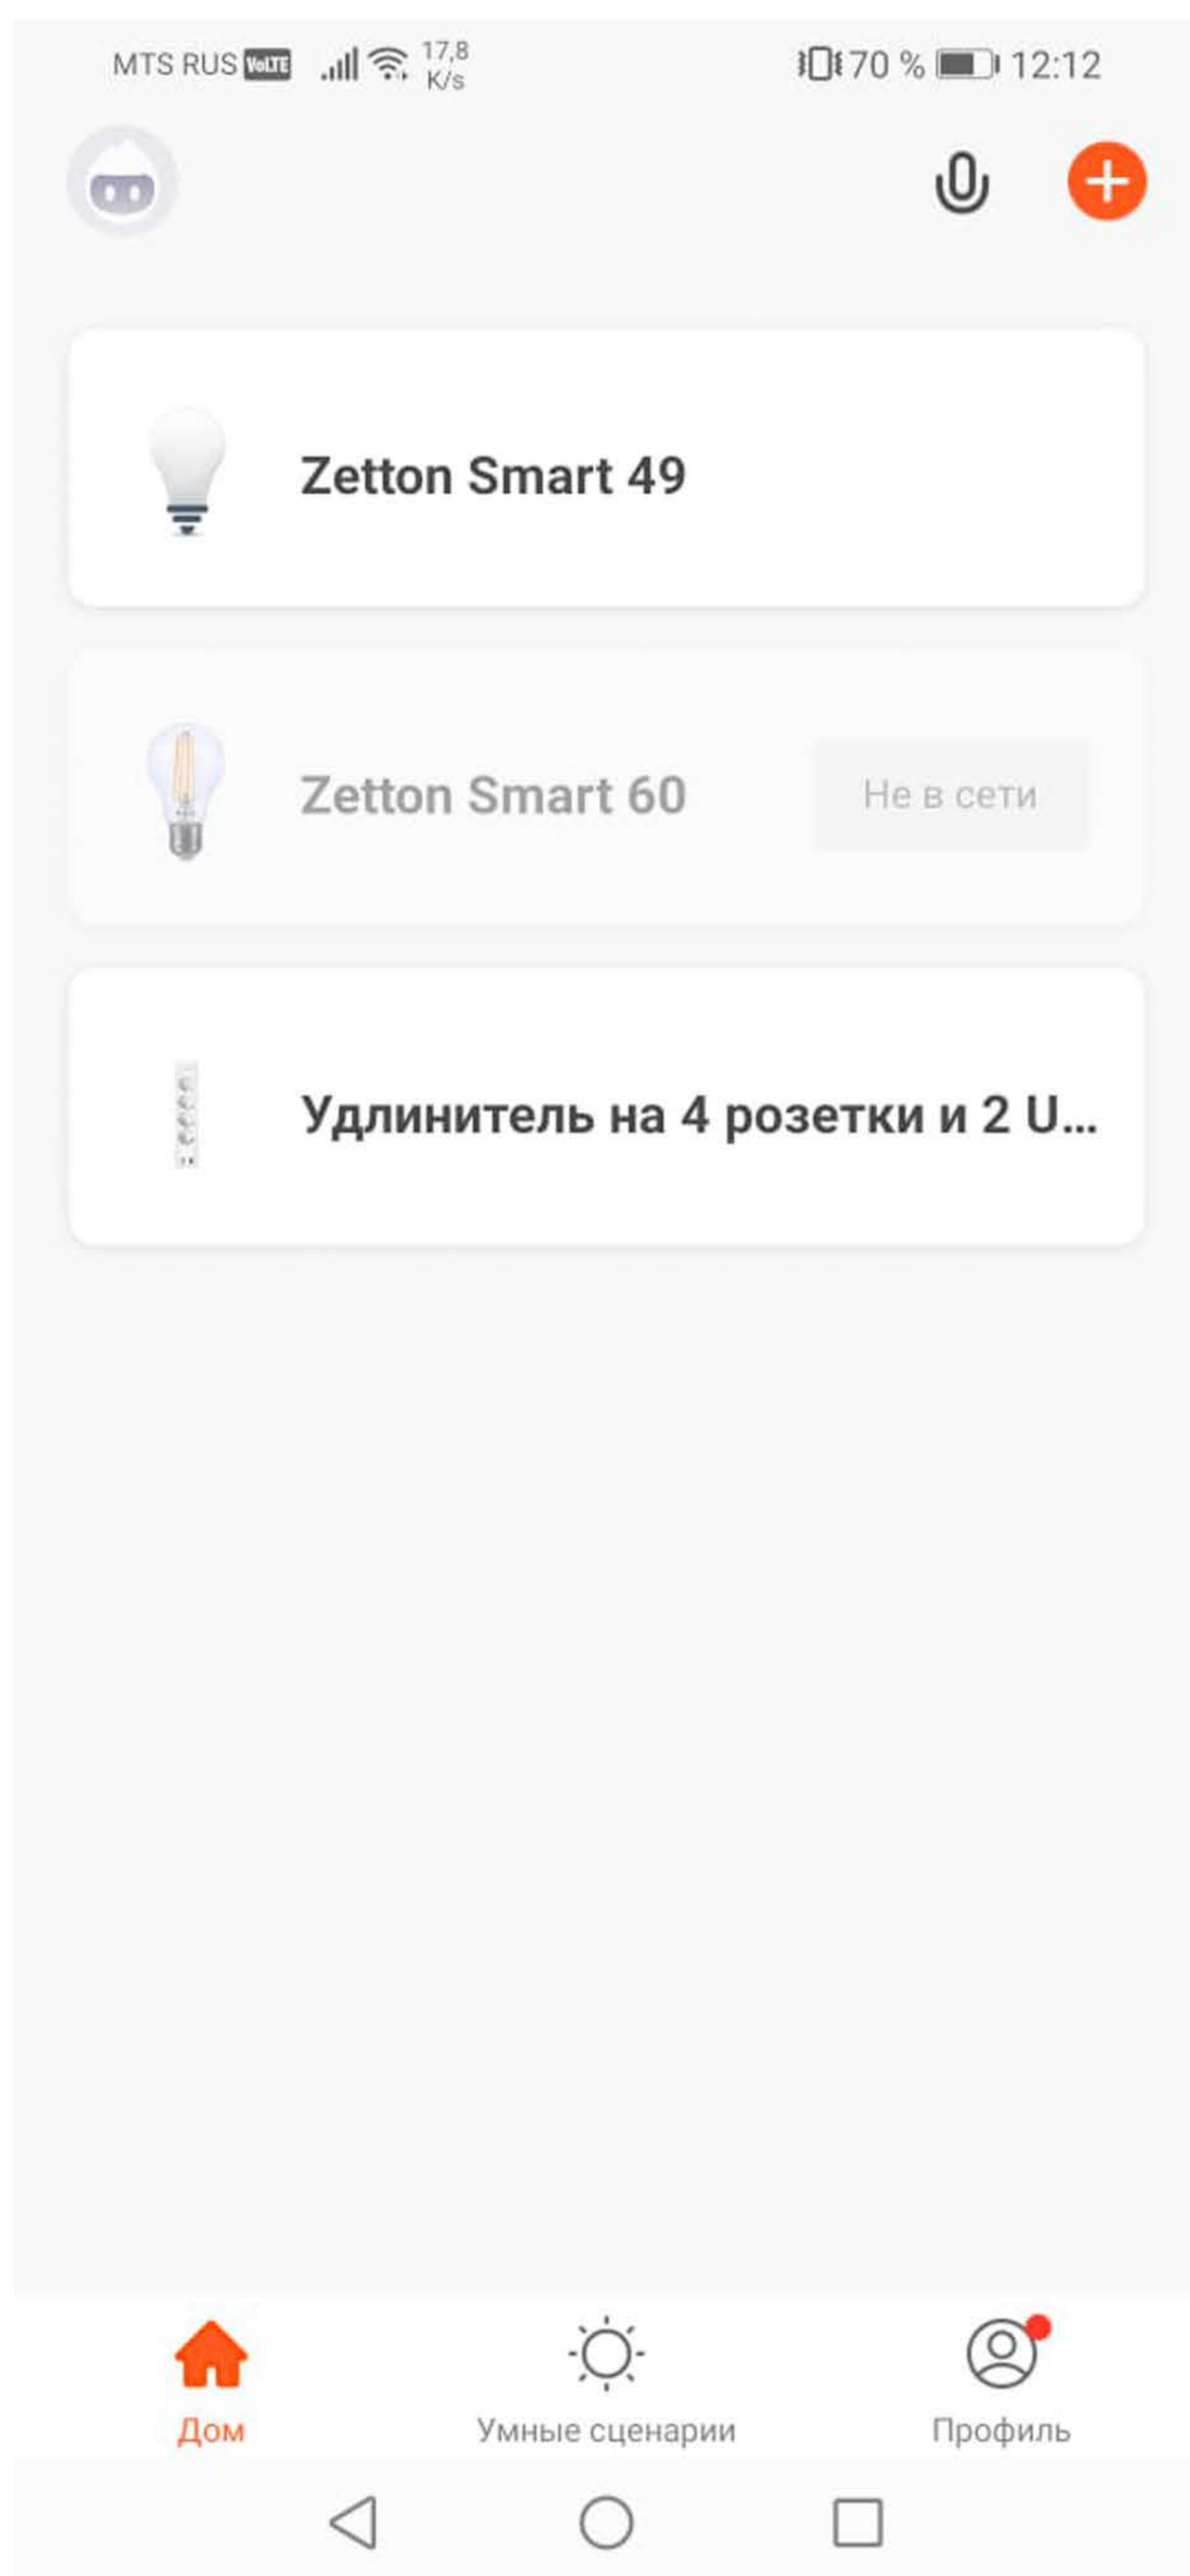 MTS RUS VoLTE 17,8 K/s 70 % 12:12
Zetton Smart 49
Zetton Smart 60 Не в сети
Удлинитель на 4 розетки и 2 U...
Дом Умные сценарии Профиль